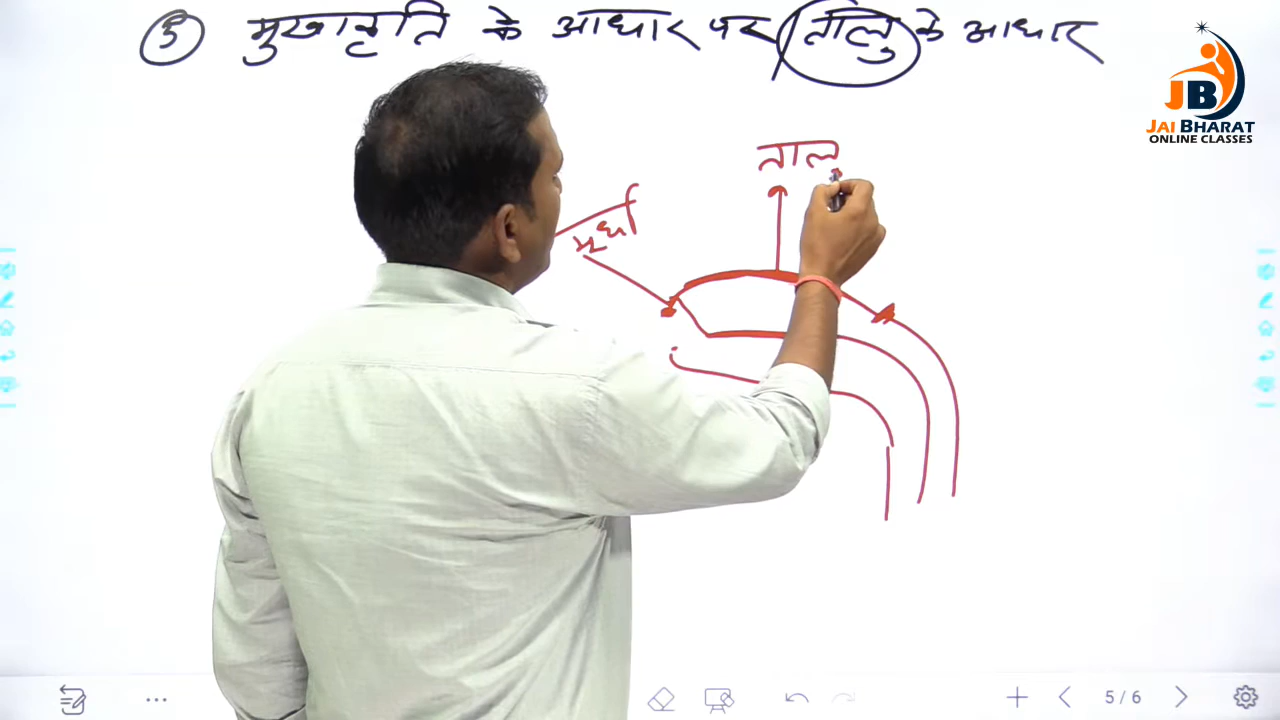 5 मुखाकृति के आधार पर तालु के आधार
JB
JAI BHARAT
ONLINE CLASSES
ताल
मूर्धा
5 / 6